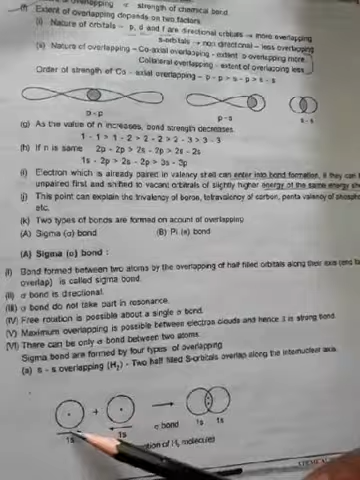 of overlapping ∝ strength of chemical bond.
(f) Extent of overlapping depends on two factors
(i) Nature of orbitals – p, d and f are directional orbitals → more overlapping
s-orbitals → non directional – less overlapping
(ii) Nature of overlapping – Co-axial overlapping - extent of overlapping more.
Collateral overlapping - extent of overlapping less
Order of strength of Co - axial overlapping – p - p > s - p > s - s
p - p p - s s - s
(g) As the value of n increases, bond strength decreases.
1 - 1 > 1 - 2 > 2 - 2 > 2 - 3 > 3 - 3
(h) If n is same 2p - 2p > 2s - 2p > 2s - 2s
1s - 2p > 2s - 2p > 3s - 3p
(i) Electron which is already paired in valency shell can enter into bond formation, if they can
unpaired first and shifted to vacant orbitals of slightly higher energy of the same energy
(j) This point can explain the trivalency of boron, tetravalency of carbon, penta valency of
etc.
(k) Two types of bonds are formed on account of overlapping
(A) Sigma (σ) bond (B) Pi (π) bond
(A) Sigma (σ) bond :
(I) Bond formed between two atoms by the overlapping of half filled orbitals along their axis
overlap) is called sigma bond.
(II) σ bond is directional.
(III) σ bond do not take part in resonance.
(IV) Free rotation is possible about a single σ bond.
(V) Maximum overlapping is possible between electron clouds and hence it is strong bond.
(VI) There can be only σ bond between two atoms.
Sigma bond are formed by four types of overlapping
(a) s - s overlapping (H₂) - Two half filled S-orbitals overlap along the internuclear axis.
+ → σ bond 1s 1s
1s 1s
of H₂ molecule)